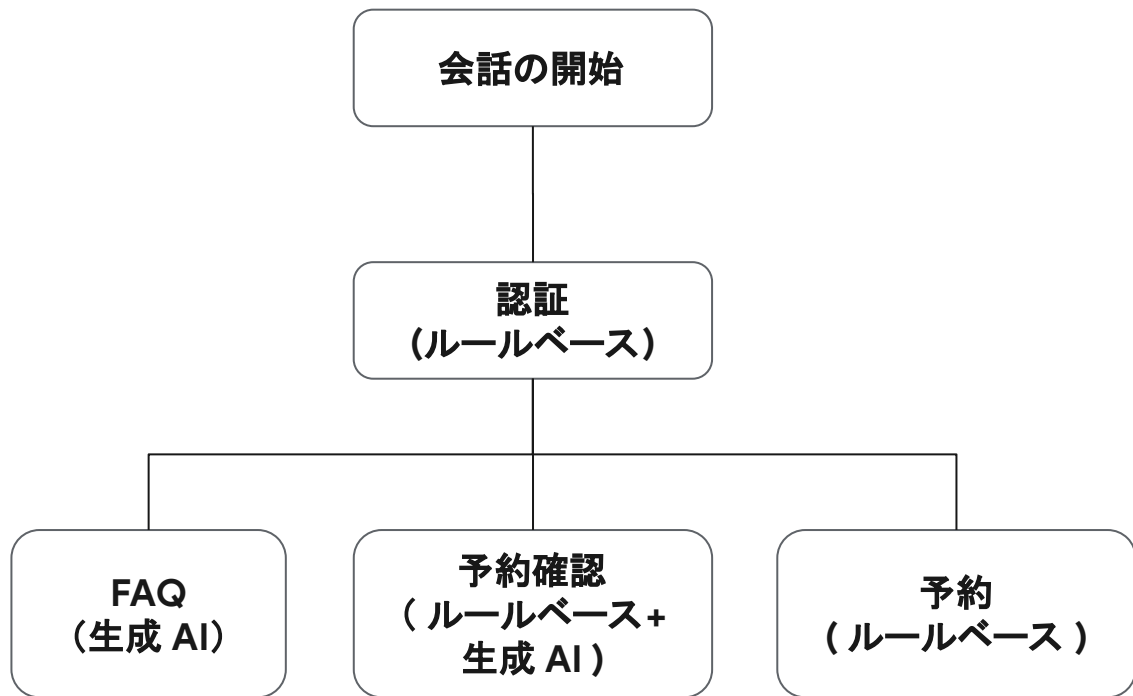 会話の開始
認証
(ルールベース)
FAQ
(生成 AI)
予約確認
( ルールベース+
生成 AI )
予約
( ルールベース )